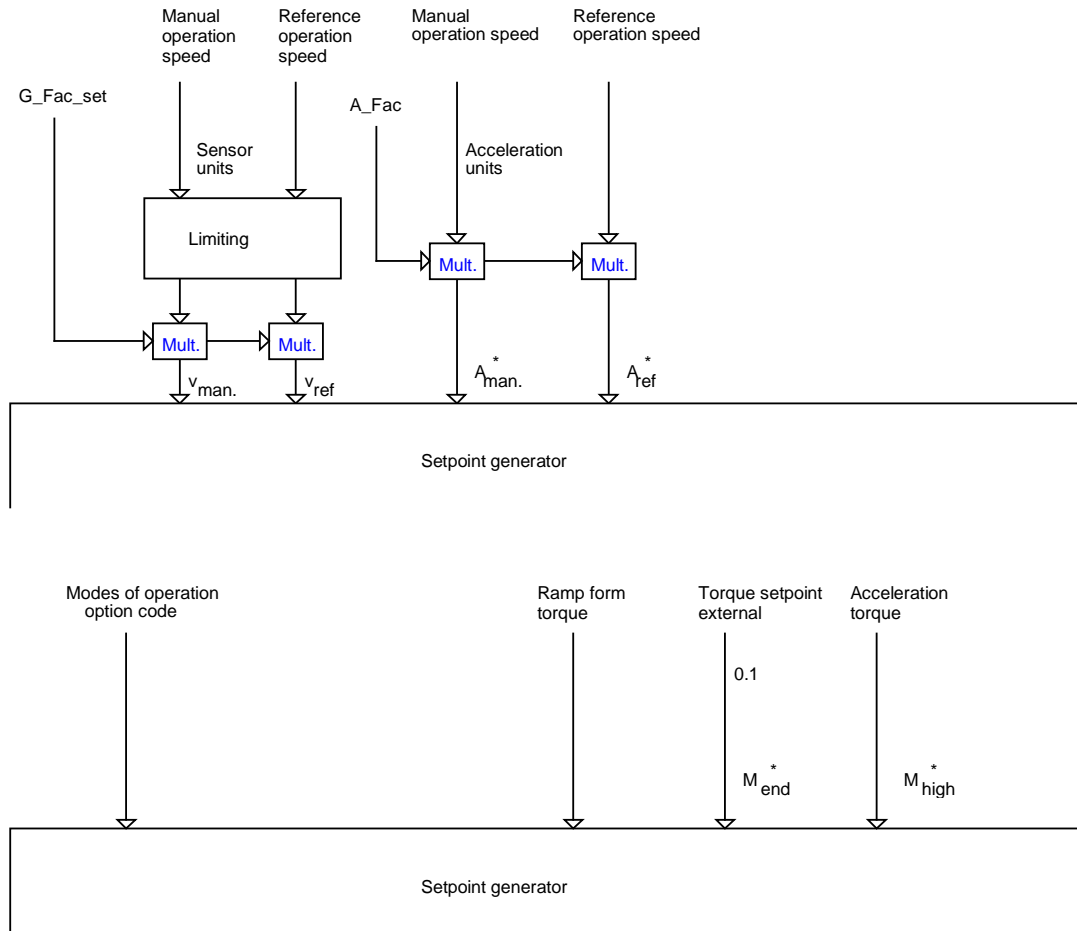 Manual
operation
speed
Reference
operation
speed
Manual
operation speed
Reference
operation speed
G_Fac_set
A_Fac
Sensor
units
Acceleration
units
Limiting
Mult.
Mult.
Mult.
Mult.
v man.
v ref
A* man.
A* ref
Setpoint generator
Modes of operation
option code
Ramp form
torque
Torque setpoint
external
Acceleration
torque
0.1
M* end
M* high
Setpoint generator